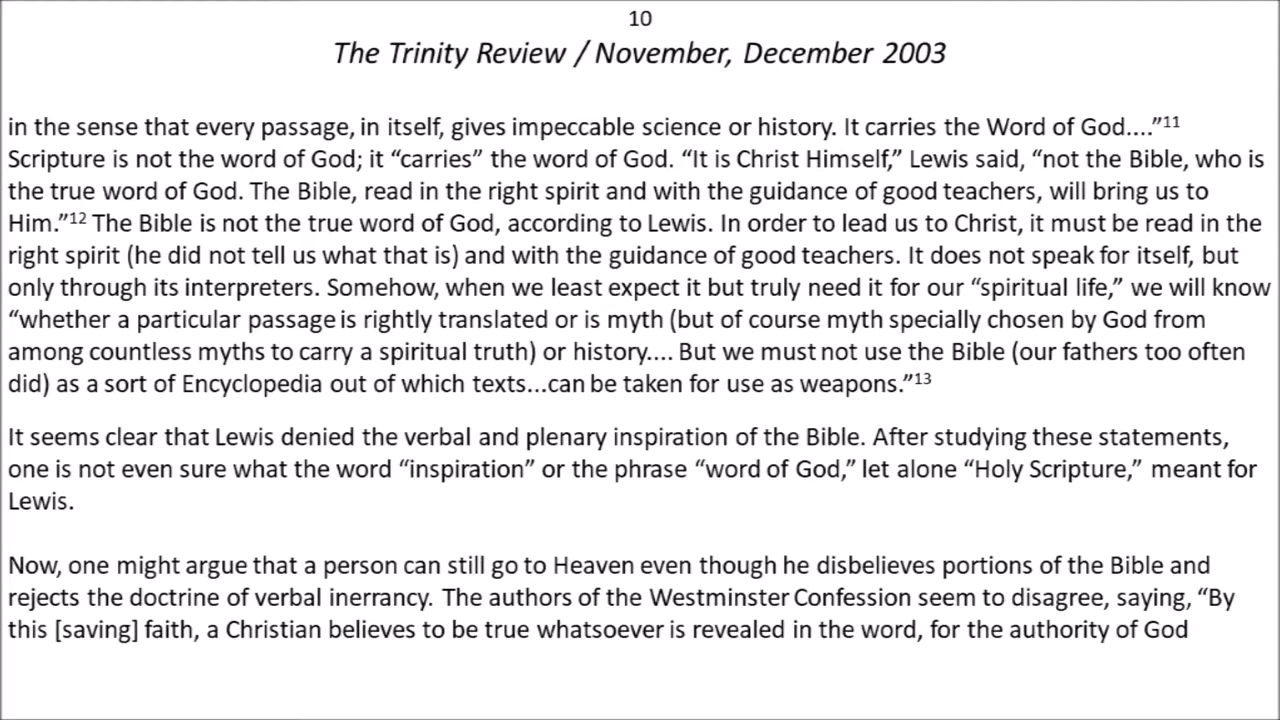 10
The Trinity Review / November, December 2003
in the sense that every passage, in itself, gives impeccable science or history. It carries the Word of God....”11
Scripture is not the word of God; it “carries” the word of God. “It is Christ Himself,” Lewis said, “not the Bible, who is
the true word of God. The Bible, read in the right spirit and with the guidance of good teachers, will bring us to
Him.”12 The Bible is not the true word of God, according to Lewis. In order to lead us to Christ, it must be read in the
right spirit (he did not tell us what that is) and with the guidance of good teachers. It does not speak for itself, but
only through its interpreters. Somehow, when we least expect it but truly need it for our “spiritual life,” we will know
“whether a particular passage is rightly translated or is myth (but of course myth specially chosen by God from
among countless myths to carry a spiritual truth) or history.... But we must not use the Bible (our fathers too often
did) as a sort of Encyclopedia out of which texts...can be taken for use as weapons.”13
It seems clear that Lewis denied the verbal and plenary inspiration of the Bible. After studying these statements,
one is not even sure what the word “inspiration” or the phrase “word of God,” let alone “Holy Scripture,” meant for
Lewis.
Now, one might argue that a person can still go to Heaven even though he disbelieves portions of the Bible and
rejects the doctrine of verbal inerrancy. The authors of the Westminster Confession seem to disagree, saying, “By
this [saving] faith, a Christian believes to be true whatsoever is revealed in the word, for the authority of God